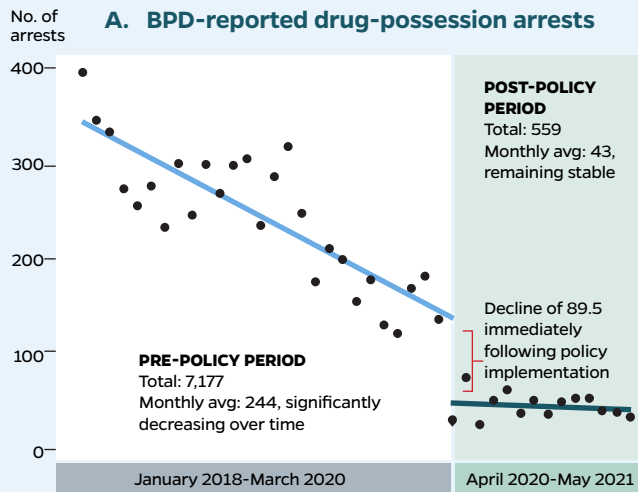 No. of
arrests
A. BPD-reported drug-possession arrests
400
300
200
100
0
PRE-POLICY PERIOD
Total: 7,177
Monthly avg: 244, significantly
decreasing over time
POST-POLICY
PERIOD
Total: 559
Monthly avg: 43,
remaining stable
Decline of 89.5
immediately
following policy
implementation
January 2018-March 2020
April 2020-May 2021